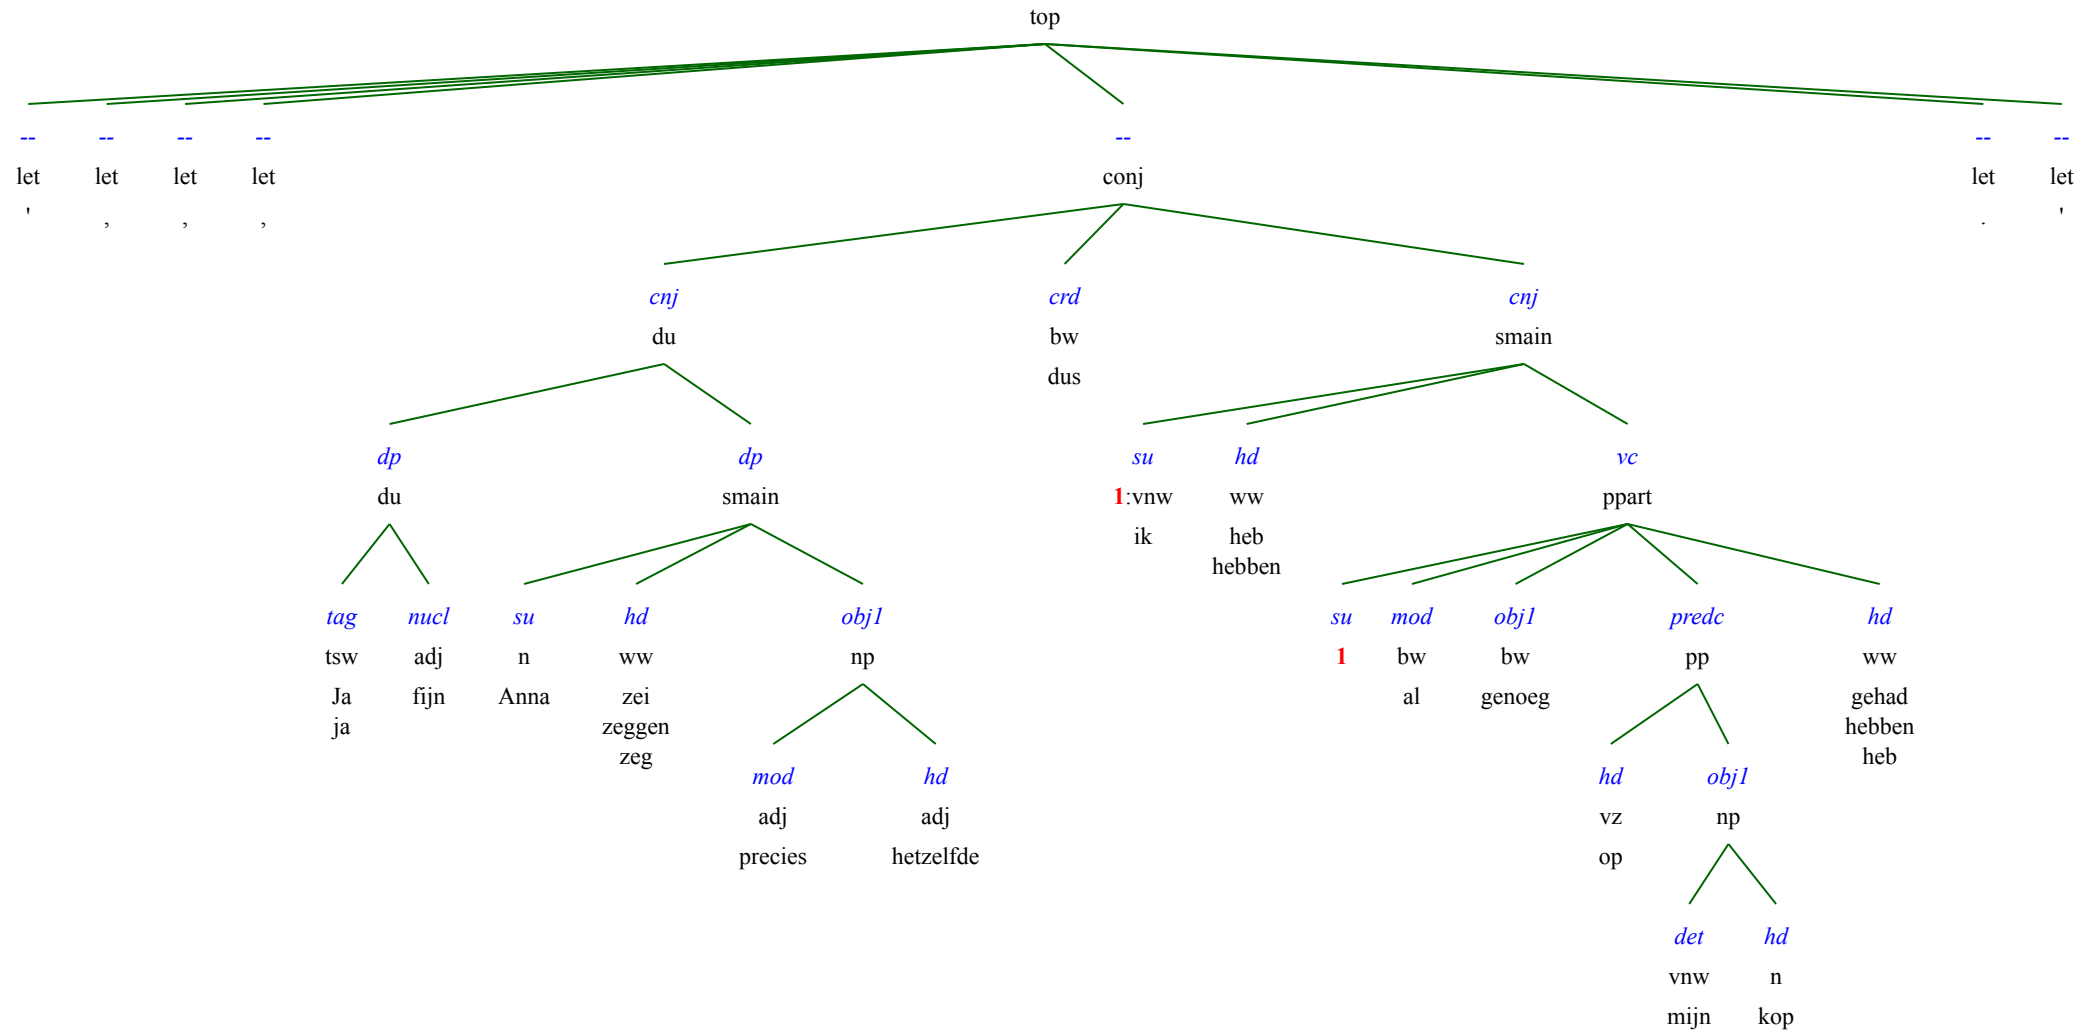 top
-- -- -- -- -- -- --
let let let let conj let let
' , , , . '
cnj crd cnj
du bw smain
dus
dp dp su hd vc
du smain 1:vnw ww ppart
ik heb
hebben
tag nucl su hd obj1 su mod obj1 predc hd
tsw adj n ww np 1 bw bw pp ww
Ja fijn Anna zei al genoeg gehad
ja zeggen hebben
zeg heb
mod hd hd obj1
adj adj vz np
precies hetzelfde op
det hd
vnw n
mijn kop